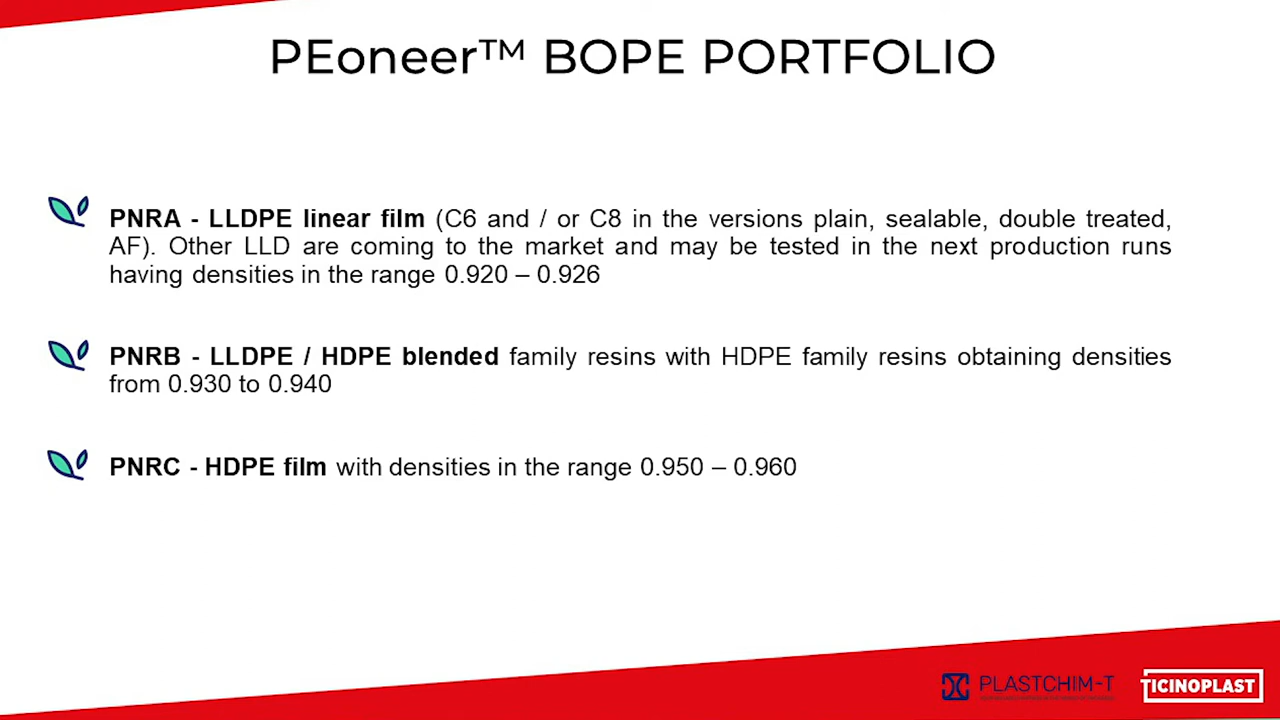 PEoneer™ BOPE PORTFOLIO
PNRA - LLDPE linear film (C6 and / or C8 in the versions plain, sealable, double treated,
AF). Other LLD are coming to the market and may be tested in the next production runs
having densities in the range 0.920 – 0.926
PNRB - LLDPE / HDPE blended family resins with HDPE family resins obtaining densities
from 0.930 to 0.940
PNRC - HDPE film with densities in the range 0.950 – 0.960
PLASTCHIM-T
TICINOPLAST